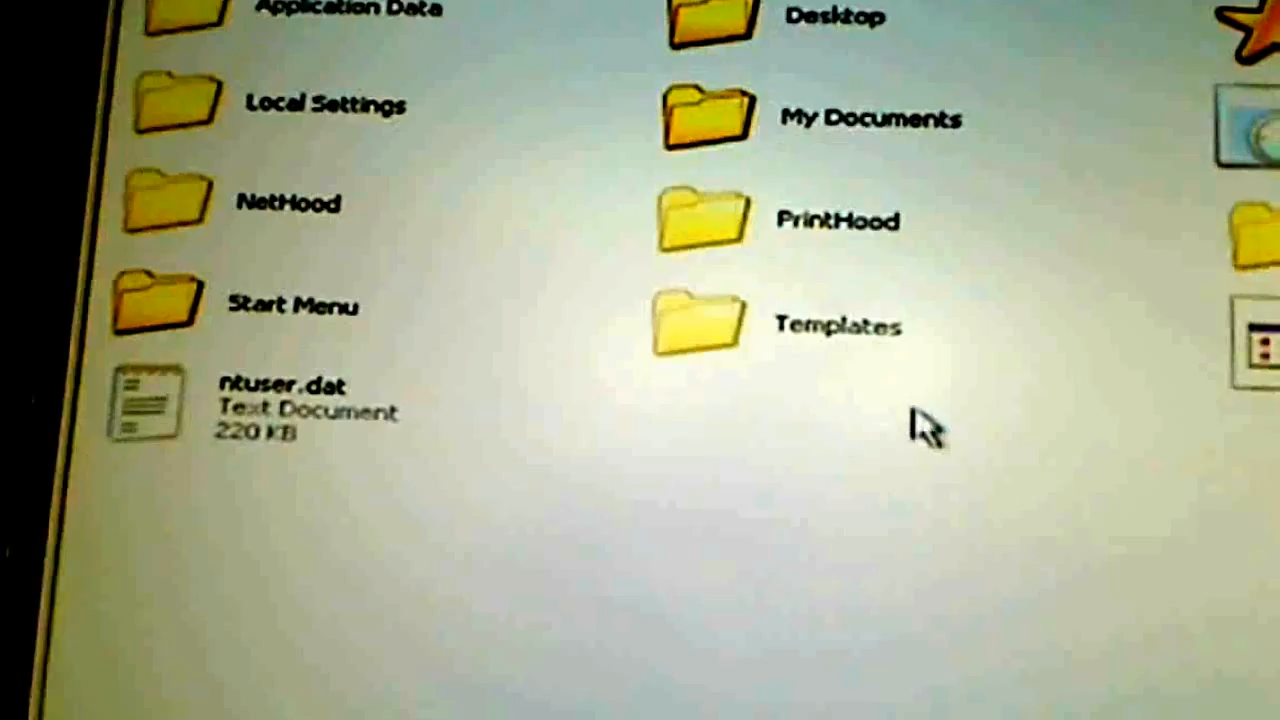 Application Data
Desktop
Local Settings
My Documents
NetHood
PrintHood
Start Menu
Templates
ntuser.dat
Text Document
220 KB